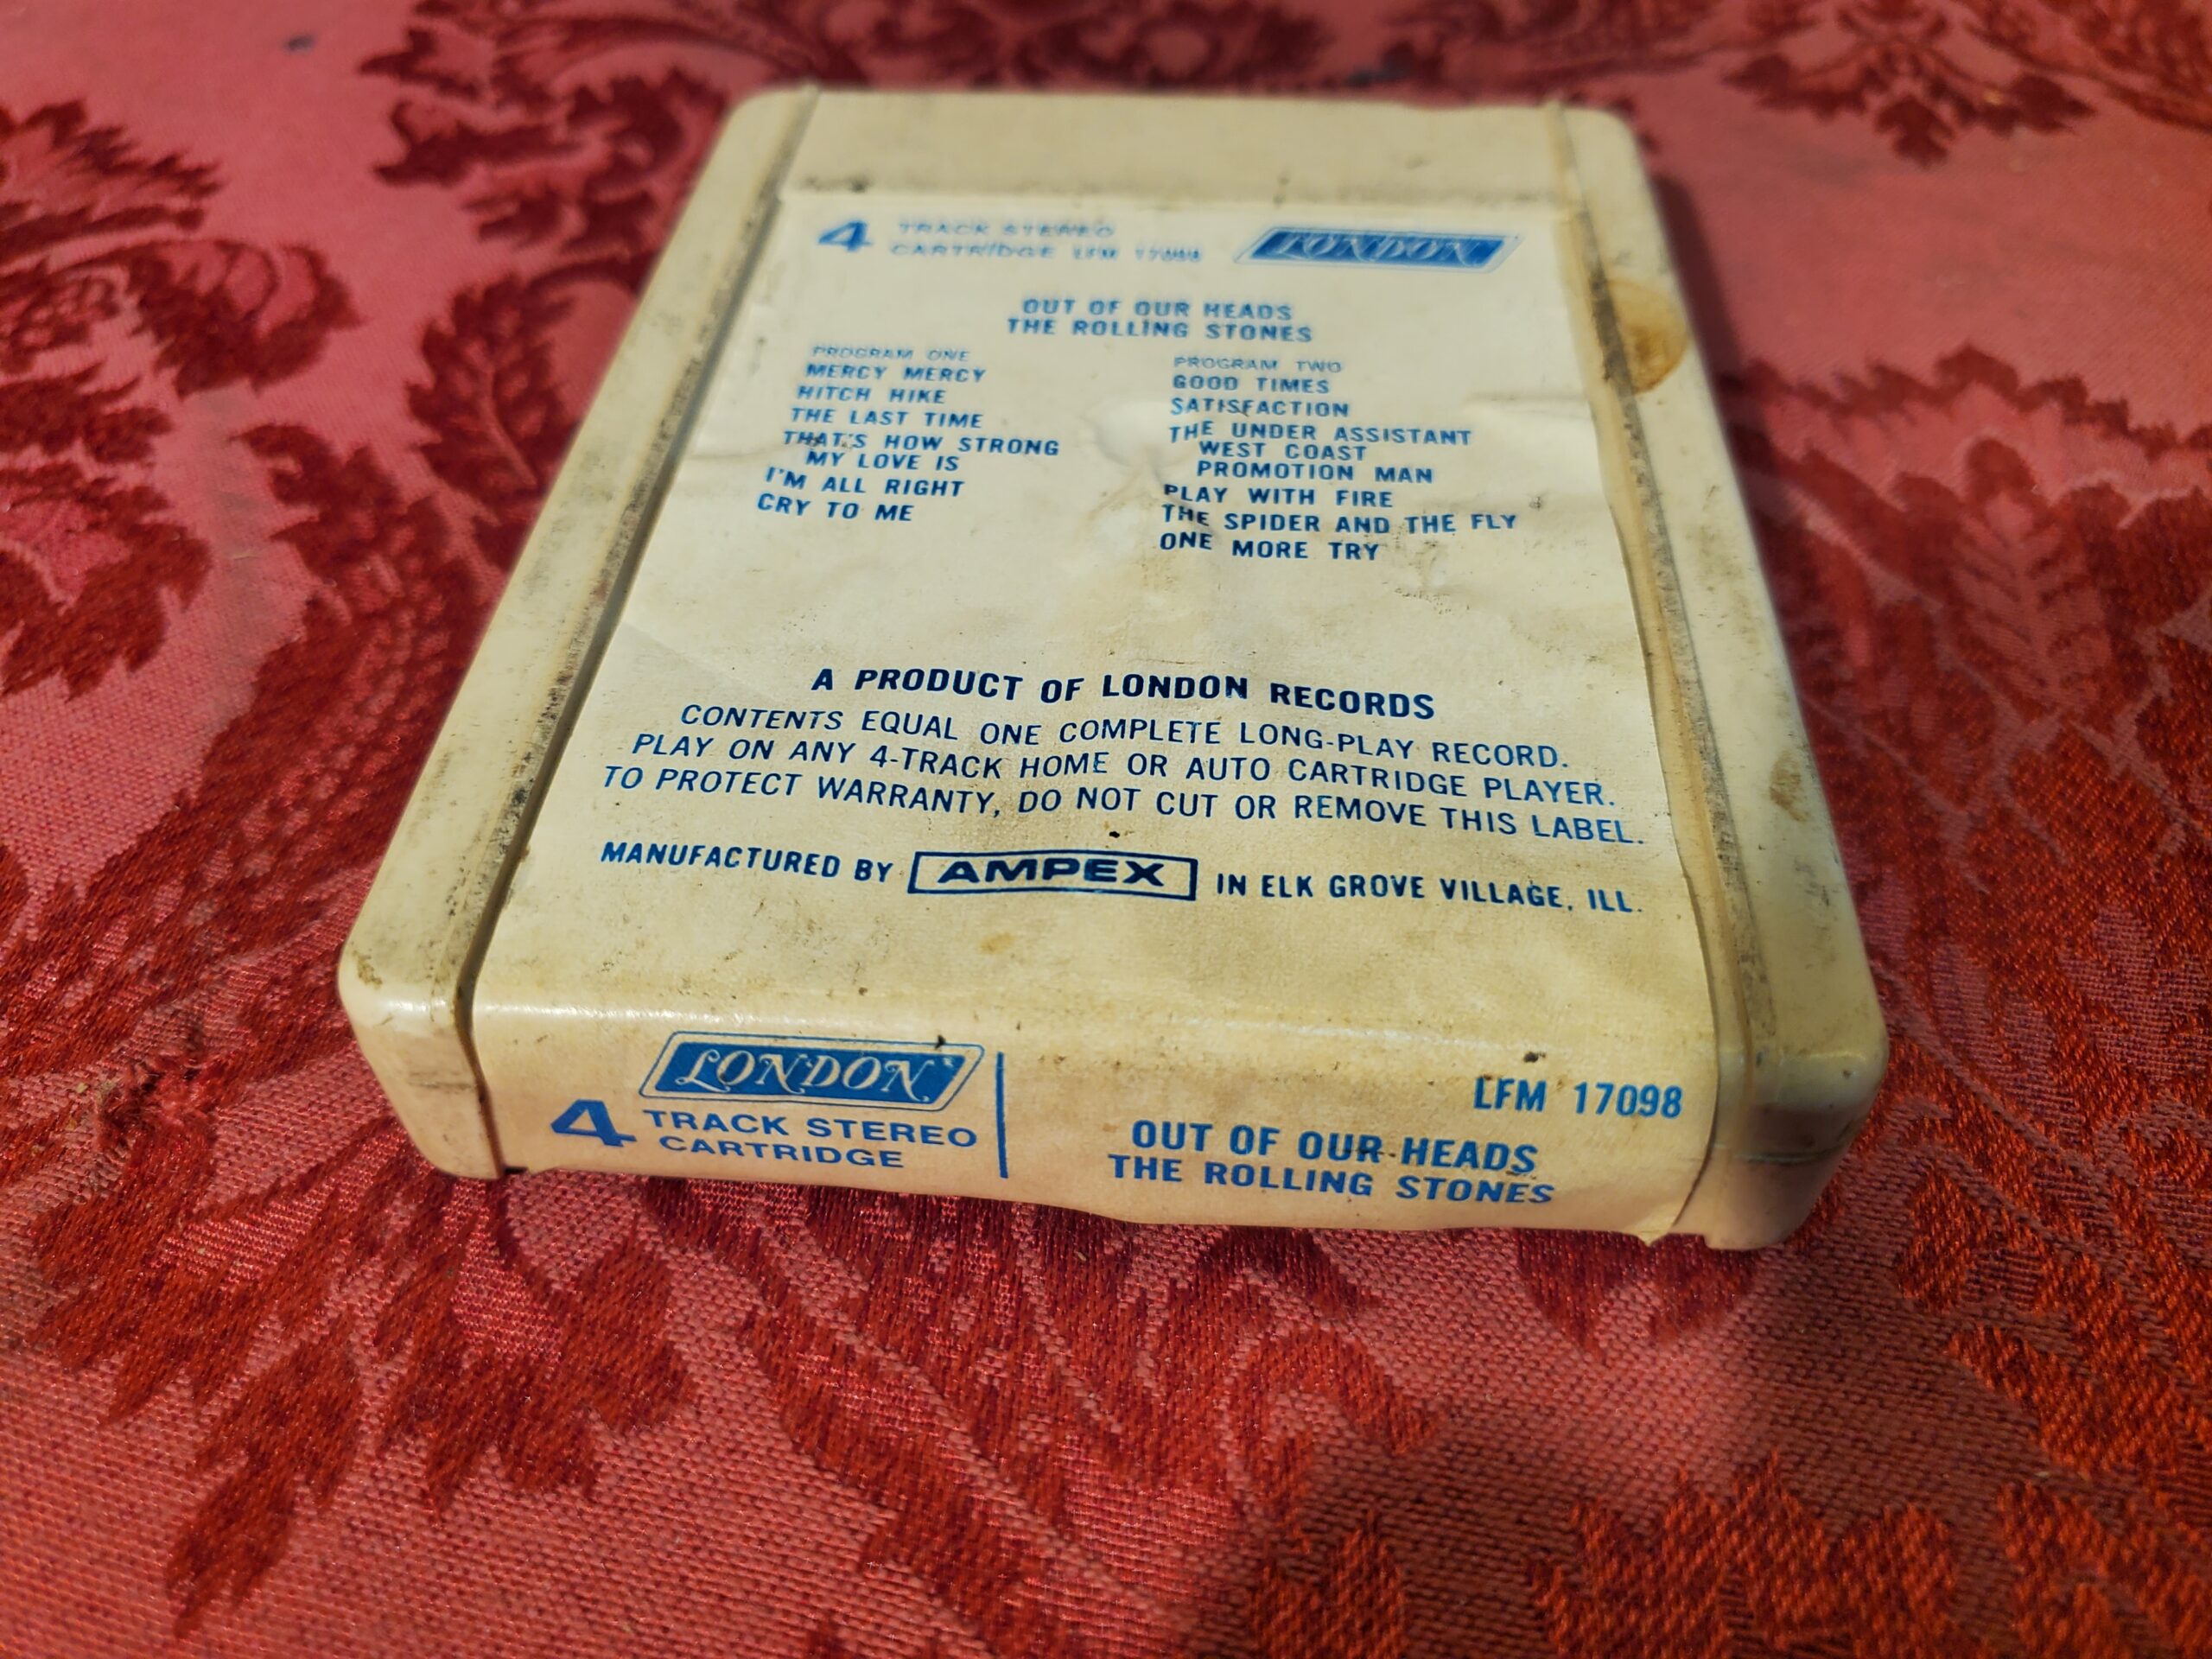 4 TRACK STEREO
CARTRIDGE LFM 17098
LONDON
OUT OF OUR HEADS
THE ROLLING STONES
PROGRAM ONE
MERCY MERCY
HITCH HIKE
THE LAST TIME
THAT'S HOW STRONG
MY LOVE IS
I'M ALL RIGHT
CRY TO ME
PROGRAM TWO
GOOD TIMES
SATISFACTION
THE UNDER ASSISTANT
WEST COAST
PROMOTION MAN
PLAY WITH FIRE
THE SPIDER AND THE FLY
ONE MORE TRY
A PRODUCT OF LONDON RECORDS
CONTENTS EQUAL ONE COMPLETE LONG-PLAY RECORD.
PLAY ON ANY 4-TRACK HOME OR AUTO CARTRIDGE PLAYER.
TO PROTECT WARRANTY, DO NOT CUT OR REMOVE THIS LABEL.
MANUFACTURED BY AMPEX IN ELK GROVE VILLAGE, ILL.
LONDON
4 TRACK STEREO
CARTRIDGE
LFM 17098
OUT OF OUR HEADS
THE ROLLING STONES